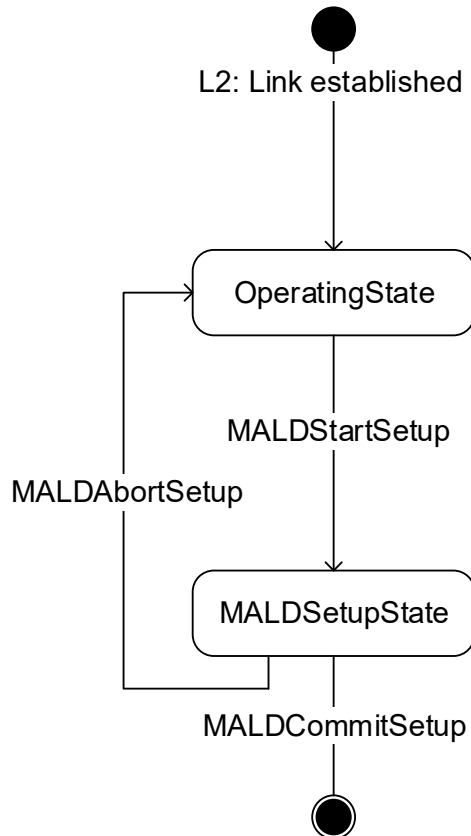 L2: Link established
OperatingState
MALDStartSetup
MALDAbortSetup
MALDSetupState
MALDCommitSetup